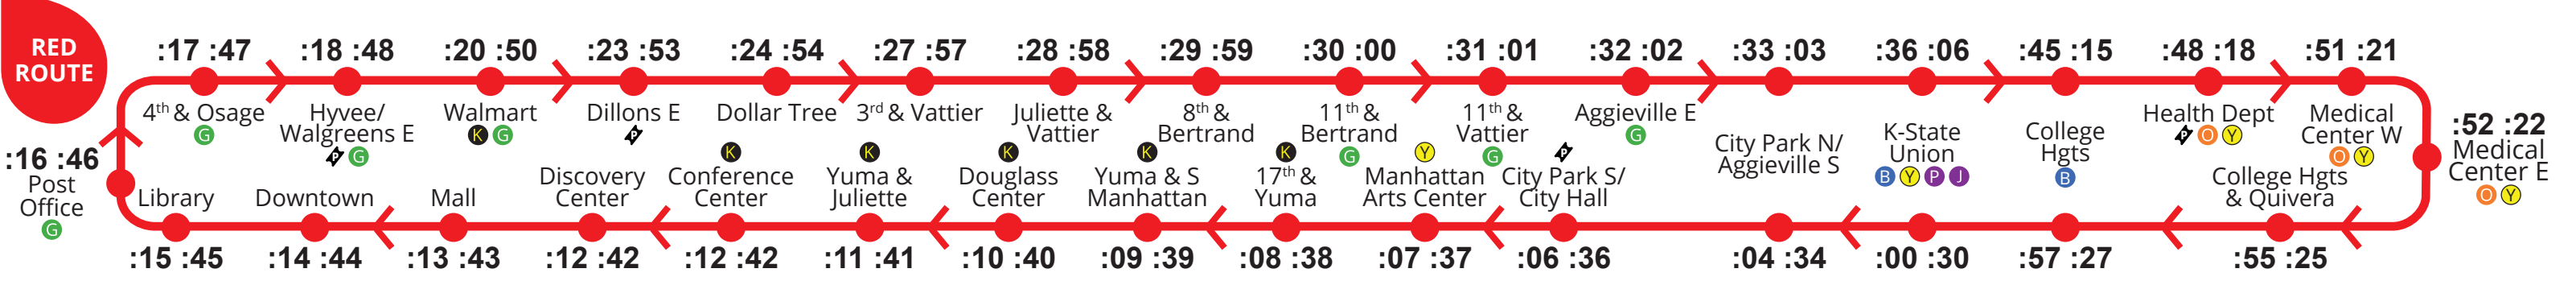 RED
ROUTE
:17 :47
:18 :48
:20 :50
:23 :53
:24 :54
:27 :57
:28 :58
:29 :59
:30 :00
:31 :01
:32 :02
:33 :03
:36 :06
:45 :15
:48 :18
:51 :21
4th & Osage
G
Hyvee/
Walgreens E
P G
Walmart
K G
Dillons E
P
Dollar Tree
3rd & Vattier
Juliette &
Vattier
8th &
Bertrand
11th &
Bertrand
G
11th &
Vattier
G
Aggieville E
G
City Park N/
Aggieville S
K-State
Union
B Y P J
College
Hgts
B
Health Dept
P O Y
Medical
Center W
O Y
:52 :22
Medical
Center E
O Y
:16 :46
Post
Office
G
Library
Downtown
Mall
Discovery
Center
K
Conference
Center
K
Yuma &
Juliette
K
Douglass
Center
K
Yuma & S
Manhattan
K
17th &
Yuma
Y
Manhattan
Arts Center
P
City Park S/
City Hall
College Hgts
& Quivera
:15 :45
:14 :44
:13 :43
:12 :42
:12 :42
:11 :41
:10 :40
:09 :39
:08 :38
:07 :37
:06 :36
:04 :34
:00 :30
:57 :27
:55 :25